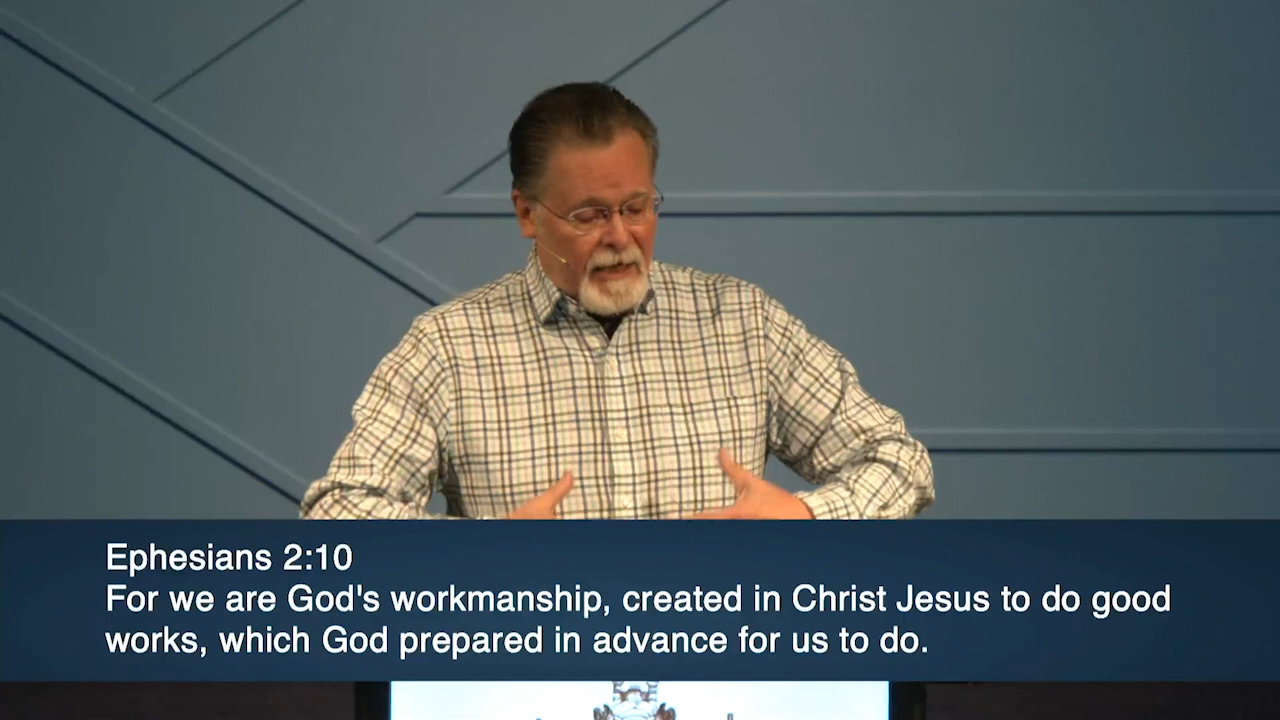 Ephesians 2:10
For we are God's workmanship, created in Christ Jesus to do good
works, which God prepared in advance for us to do.